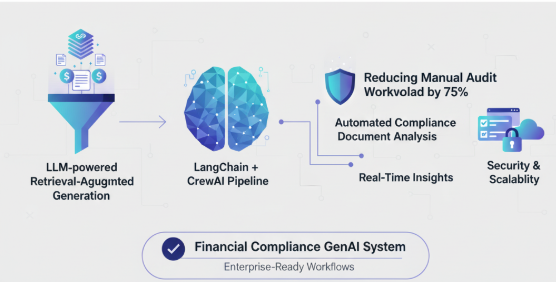 LLM-powered
Retrieval-Agugmted
Generation
LangChain +
CrewAI Pipeline
Reducing Manual Audit
Workvolad by 75%
Automated Compliance
Document Analysis
Real-Time Insights
Security &
Scalablity
Financial Compliance GenAI System
Enterprise-Ready Workflows